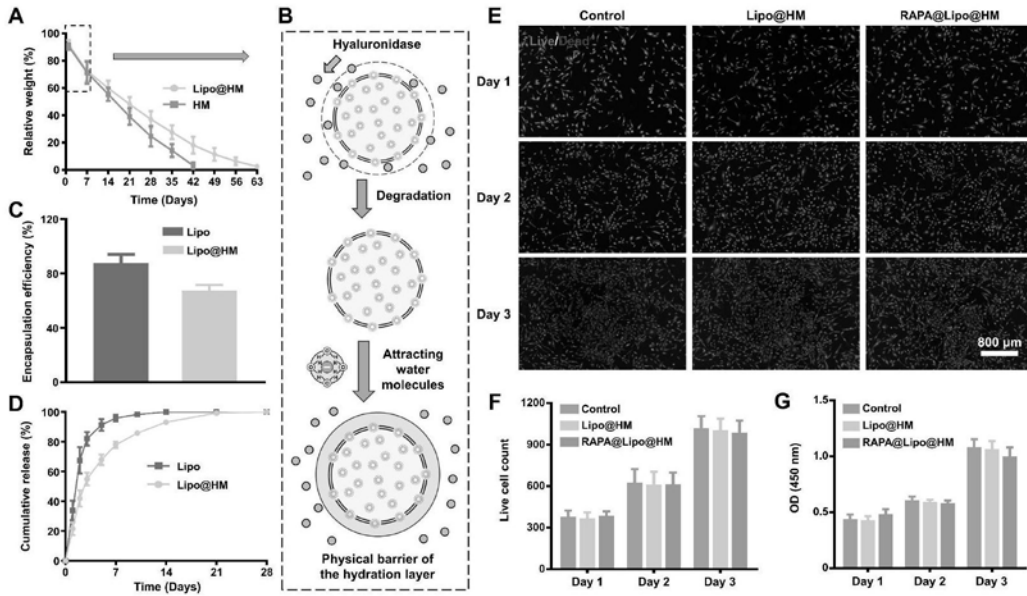 A
Relative weight (%)
100
80
60
40
20
0
Lipo@HM
HM
0 7 14 21 28 35 42 49 56 63
Time (Days)
B
Hyaluronidase
Degradation
Attracting
water
molecules
Physical barrier of
the hydration layer
C
Encapsulation efficiency (%)
120
80
40
0
Lipo
Lipo@HM
D
Cumulative release (%)
100
80
60
40
20
0
Lipo
Lipo@HM
0 7 14 21 28
Time (Days)
E
Control Lipo@HM RAPA@Lipo@HM
Live/Dead
Day 1
Day 2
Day 3
800 µm
F
Live cell count
1200
900
600
300
0
Control
Lipo@HM
RAPA@Lipo@HM
Day 1 Day 2 Day 3
G
OD (450 nm)
1.5
1.0
0.5
0.0
Control
Lipo@HM
RAPA@Lipo@HM
Day 1 Day 2 Day 3